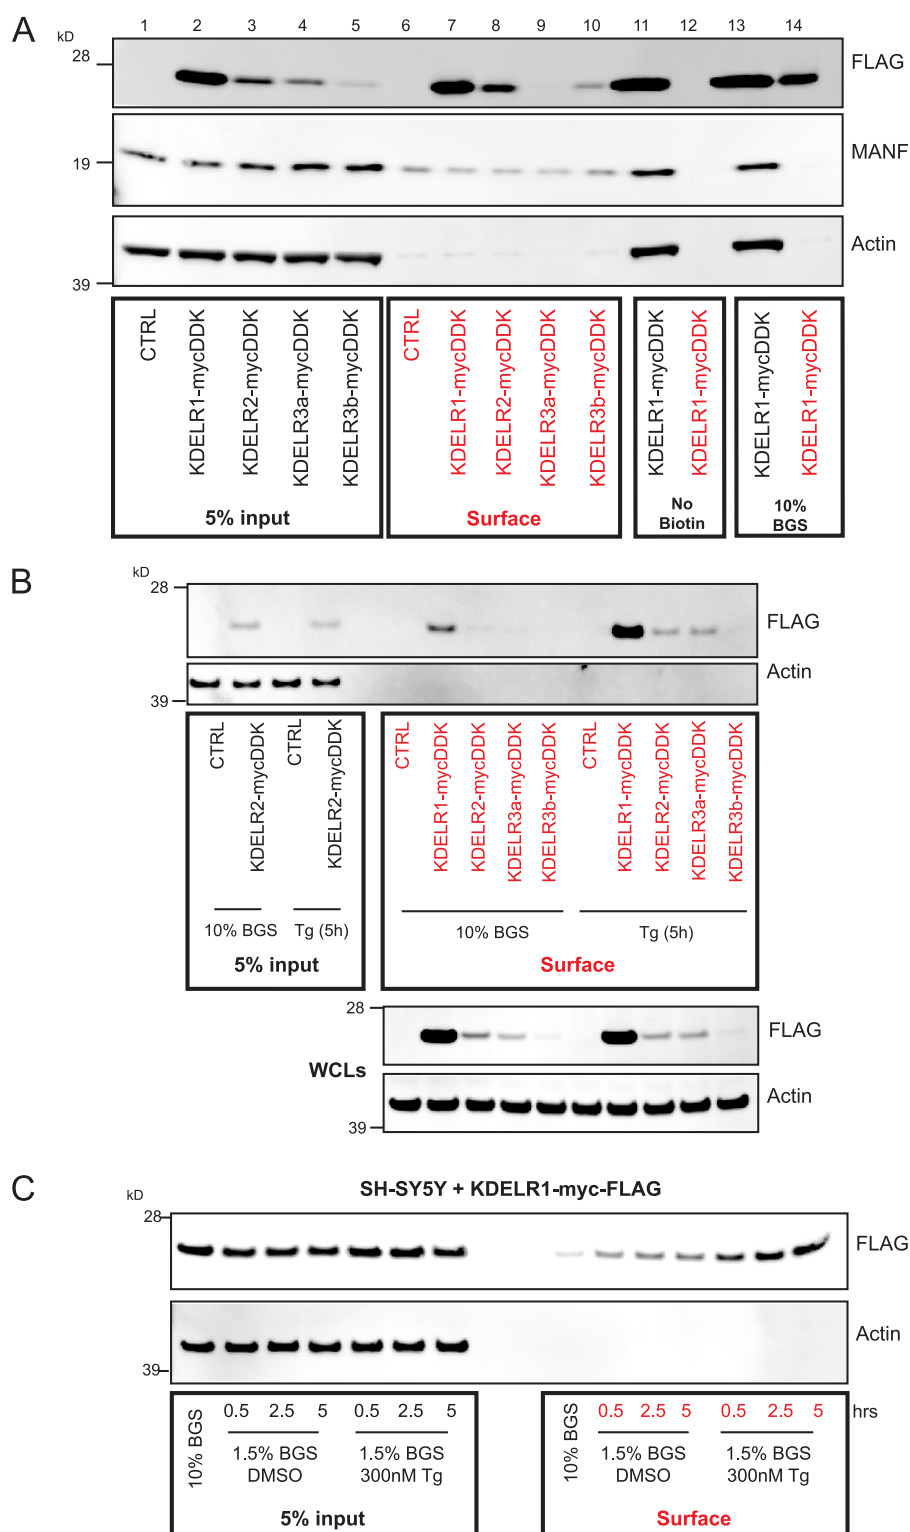 A
kD
1 2 3 4 5 6 7 8 9 10 11 12 13 14
28
FLAG
19
MANF
Actin
39
CTRL
KDELR1-mycDDK
KDELR2-mycDDK
KDELR3a-mycDDK
KDELR3b-mycDDK
5% input
CTRL
KDELR1-mycDDK
KDELR2-mycDDK
KDELR3a-mycDDK
KDELR3b-mycDDK
Surface
KDELR1-mycDDK
KDELR1-mycDDK
No
Biotin
KDELR1-mycDDK
KDELR1-mycDDK
10%
BGS
B
kD
28
FLAG
Actin
39
CTRL
KDELR2-mycDDK
CTRL
KDELR2-mycDDK
10% BGS
Tg (5h)
5% input
CTRL
KDELR1-mycDDK
KDELR2-mycDDK
KDELR3a-mycDDK
KDELR3b-mycDDK
CTRL
KDELR1-mycDDK
KDELR2-mycDDK
KDELR3a-mycDDK
KDELR3b-mycDDK
10% BGS
Tg (5h)
Surface
28
FLAG
WCLs
Actin
39
C
SH-SY5Y + KDELR1-myc-FLAG
kD
28
FLAG
Actin
39
10% BGS
0.5 2.5 5
1.5% BGS
DMSO
0.5 2.5 5
1.5% BGS
300nM Tg
5% input
10% BGS
0.5 2.5 5
1.5% BGS
DMSO
0.5 2.5 5
1.5% BGS
300nM Tg
hrs
Surface